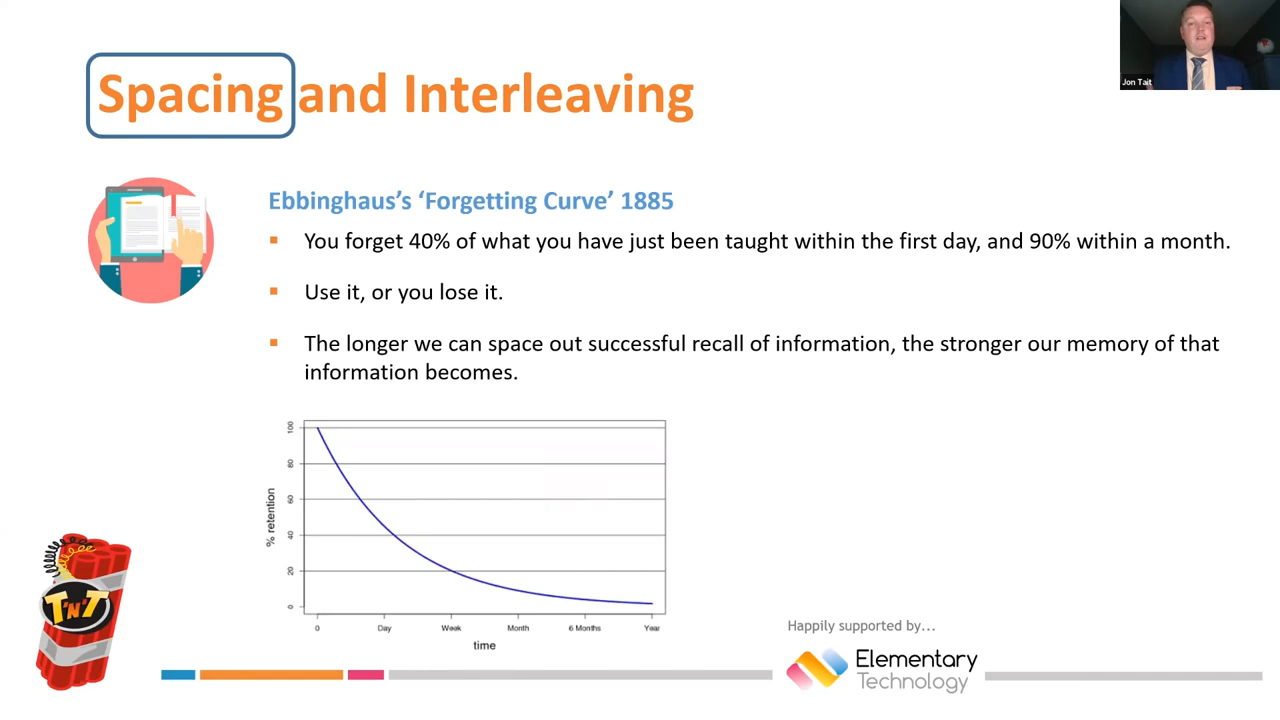 Jon Tait
Spacing and Interleaving
Ebbinghaus's ‘Forgetting Curve’ 1885
▪ You forget 40% of what you have just been taught within the first day, and 90% within a month.
▪ Use it, or you lose it.
▪ The longer we can space out successful recall of information, the stronger our memory of that
information becomes.
% retention
100
80
60
40
20
0
0 Day Week Month 6 Months Year
time
T'N'T
Happily supported by...
Elementary
Technology